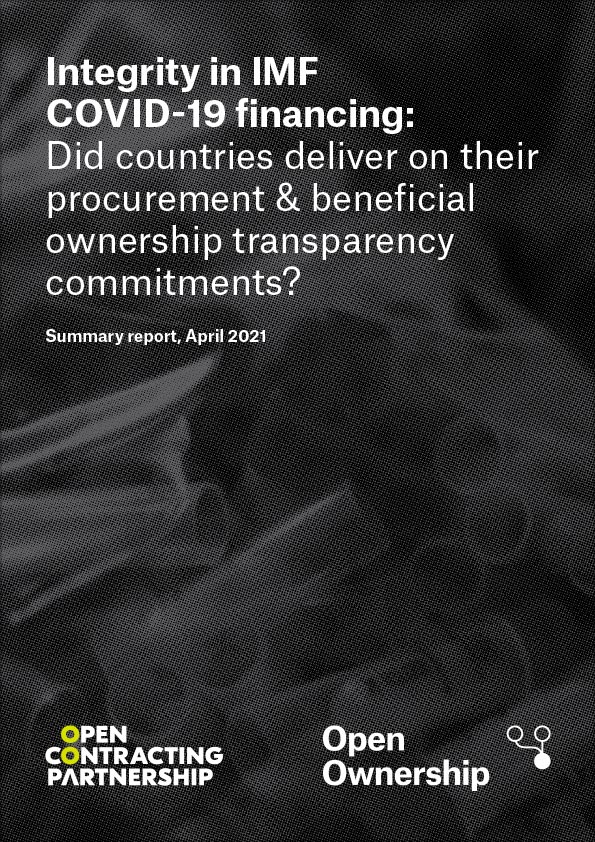 Integrity in IMF
COVID-19 financing:
Did countries deliver on their
procurement & beneficial
ownership transparency
commitments?
Summary report, April 2021
OPEN
CONTRACTING
PARTNERSHIP
Open
Ownership